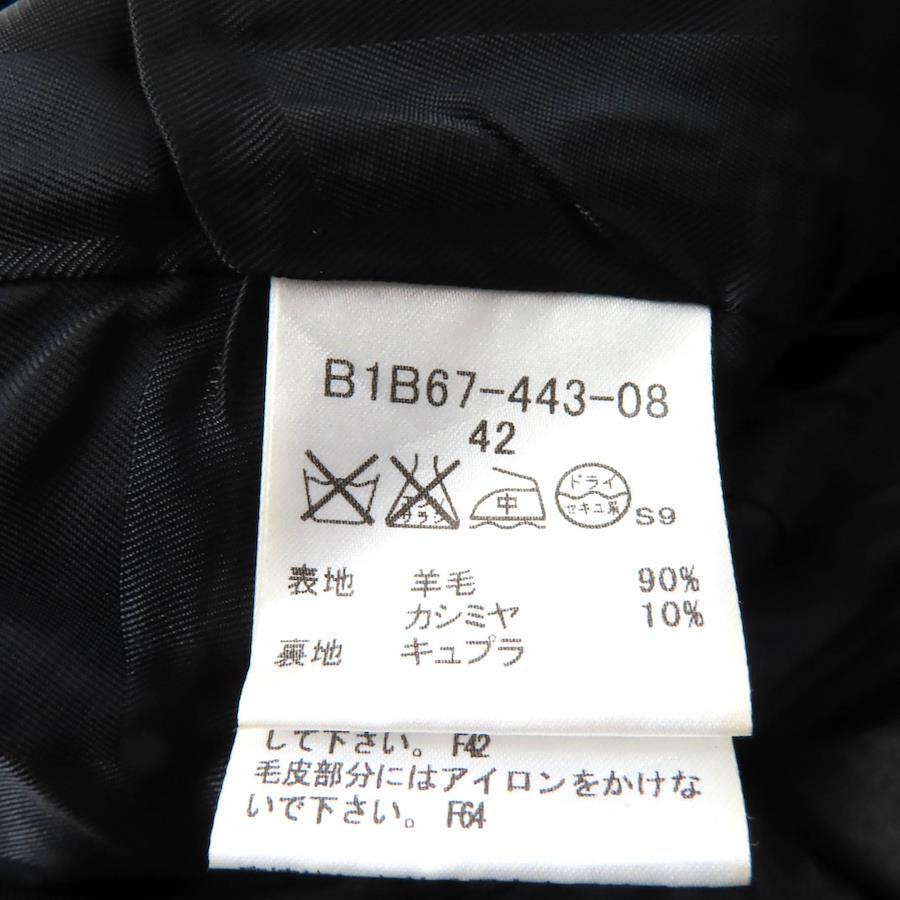 B1B67-443-08
42
中 ドライ
セキユ系 S9
表地 羊毛 90%
カシミヤ 10%
裏地 キュプラ
して下さい。 F42
毛皮部分にはアイロンをかけな
いで下さい。 F64